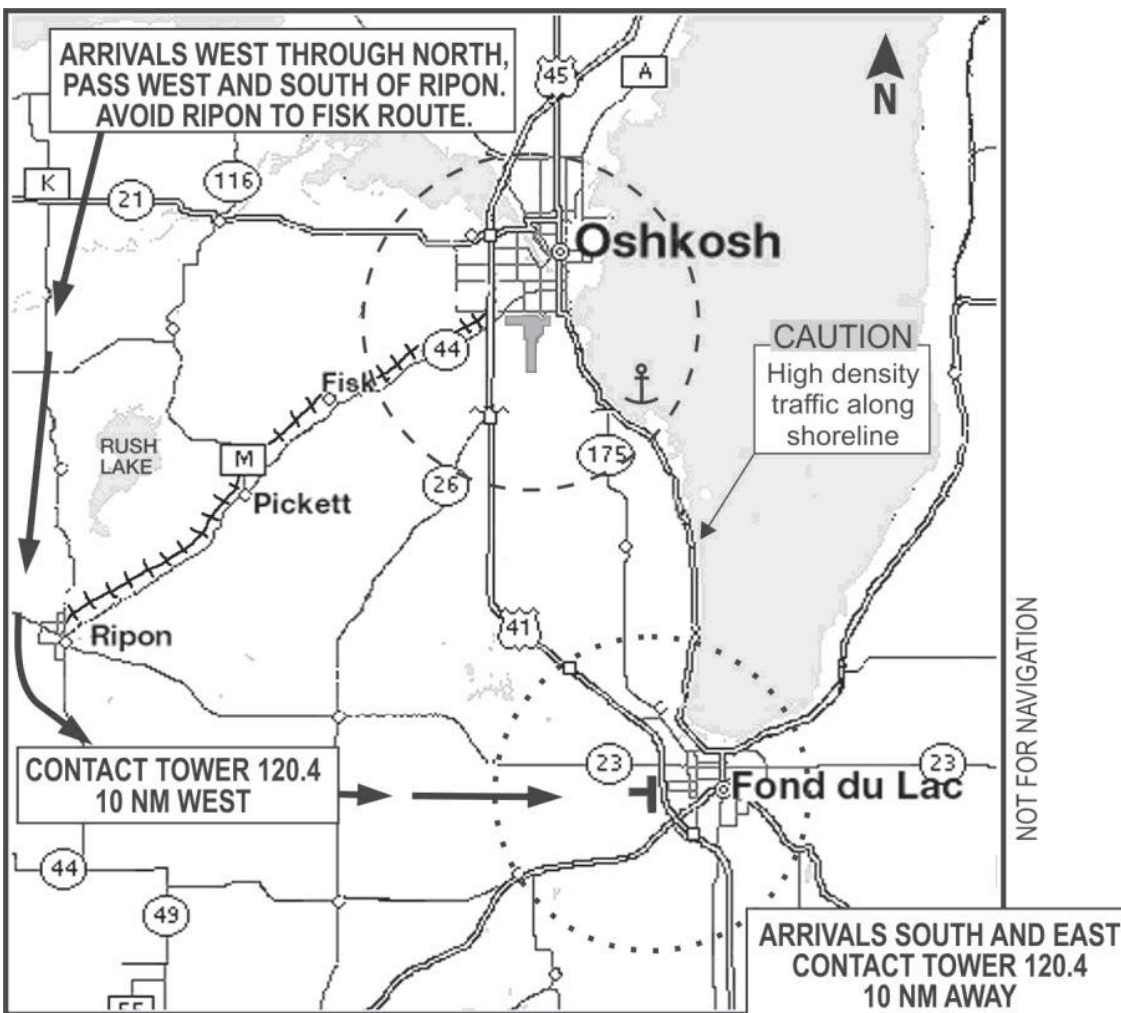 ARRIVALS WEST THROUGH NORTH,
PASS WEST AND SOUTH OF RIPON.
AVOID RIPON TO FISK ROUTE.
45
A
N
K
116
21
Oshkosh
CAUTION
High density
traffic along
shoreline
44
Fisk
RUSH
LAKE
M
Pickett
26
175
41
Ripon
NOT FOR NAVIGATION
CONTACT TOWER 120.4
10 NM WEST
23
23
Fond du Lac
44
49
ARRIVALS SOUTH AND EAST
CONTACT TOWER 120.4
10 NM AWAY